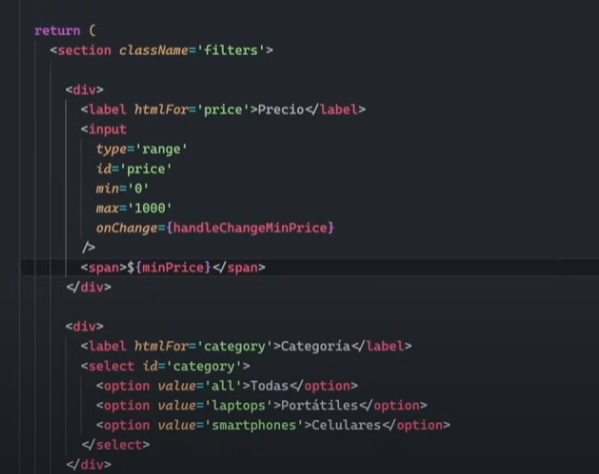 return (
<section className='filters'>
<div>
<label htmlFor='price'>Precio</label>
<input
type='range'
id='price'
min='0'
max='1000'
onChange={handleChangeMinPrice}
/>
<span>${minPrice}</span>
</div>
<div>
<label htmlFor='category'>Categoría</label>
<select id='category'>
<option value='all'>Todas</option>
<option value='laptops'>Portátiles</option>
<option value='smartphones'>Celulares</option>
</select>
</div>